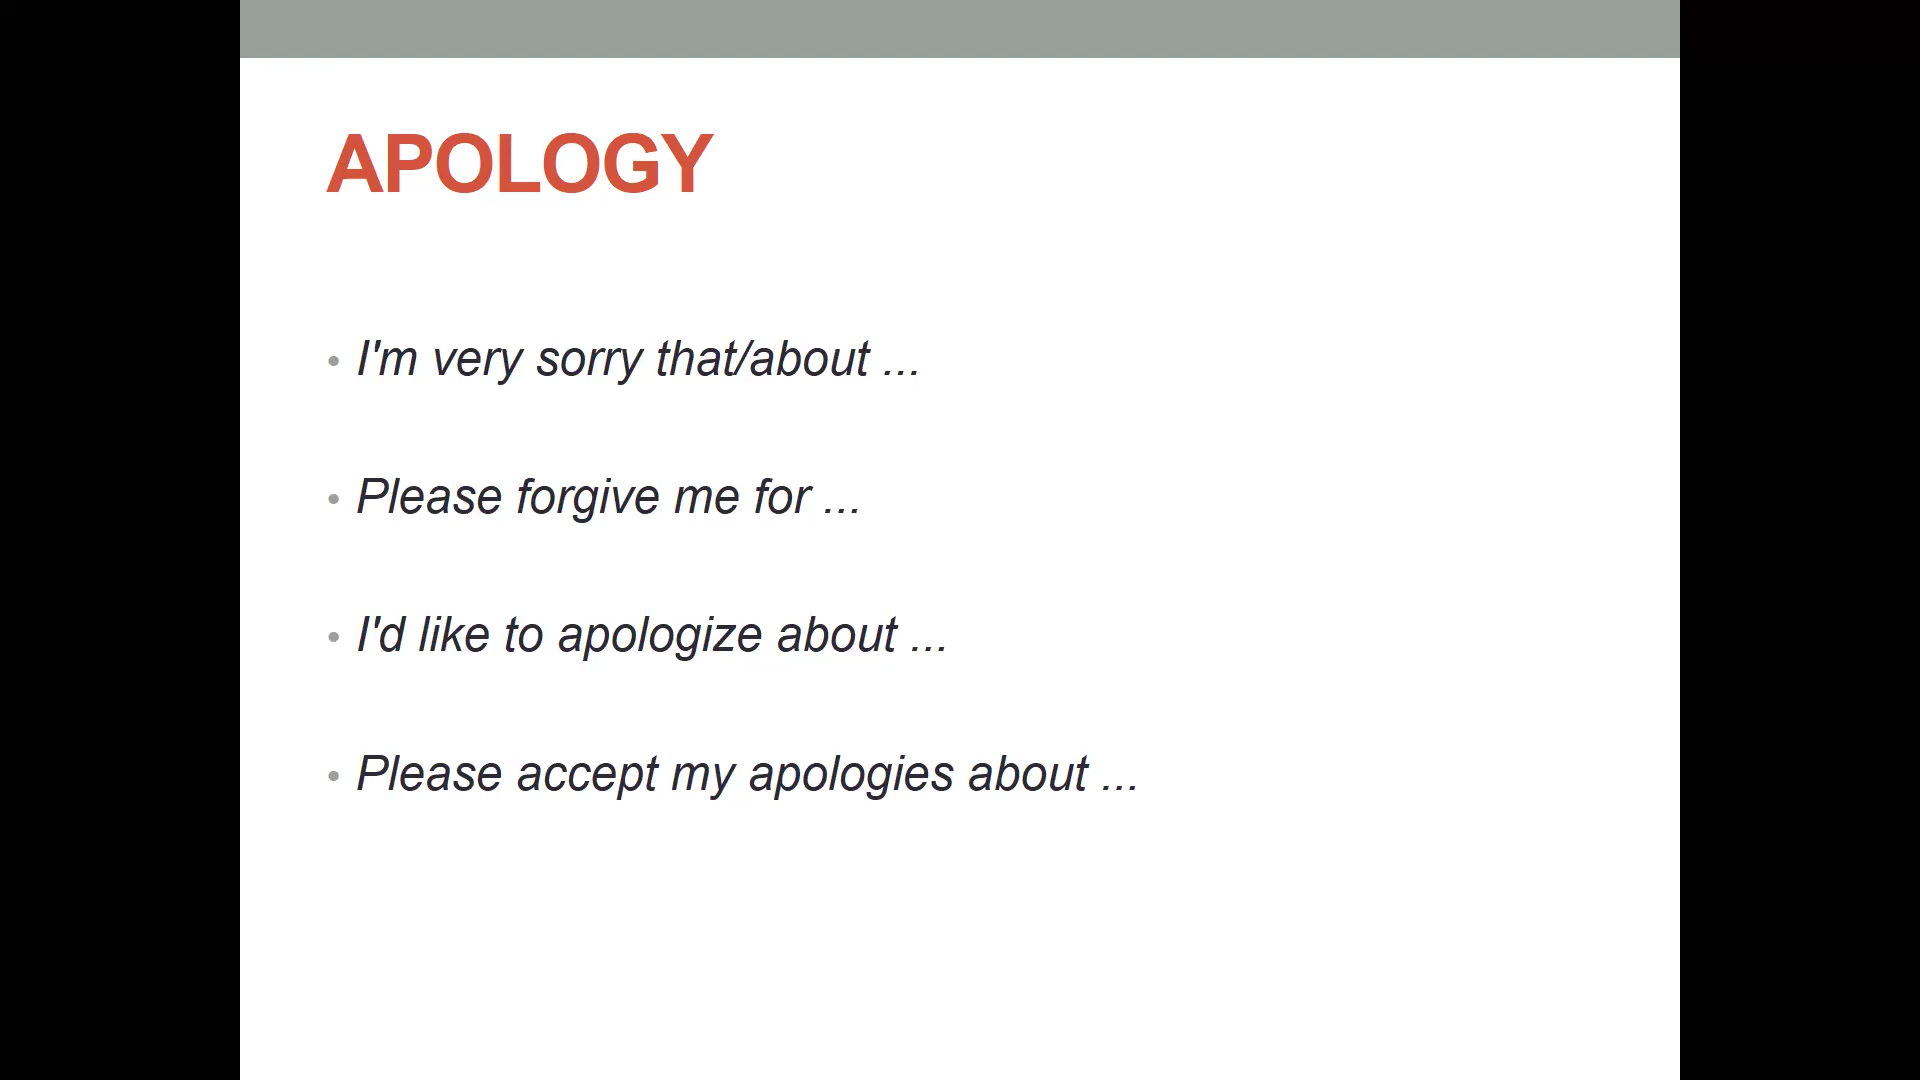 APOLOGY
• I'm very sorry that/about ...
• Please forgive me for ...
• I'd like to apologize about ...
• Please accept my apologies about ...